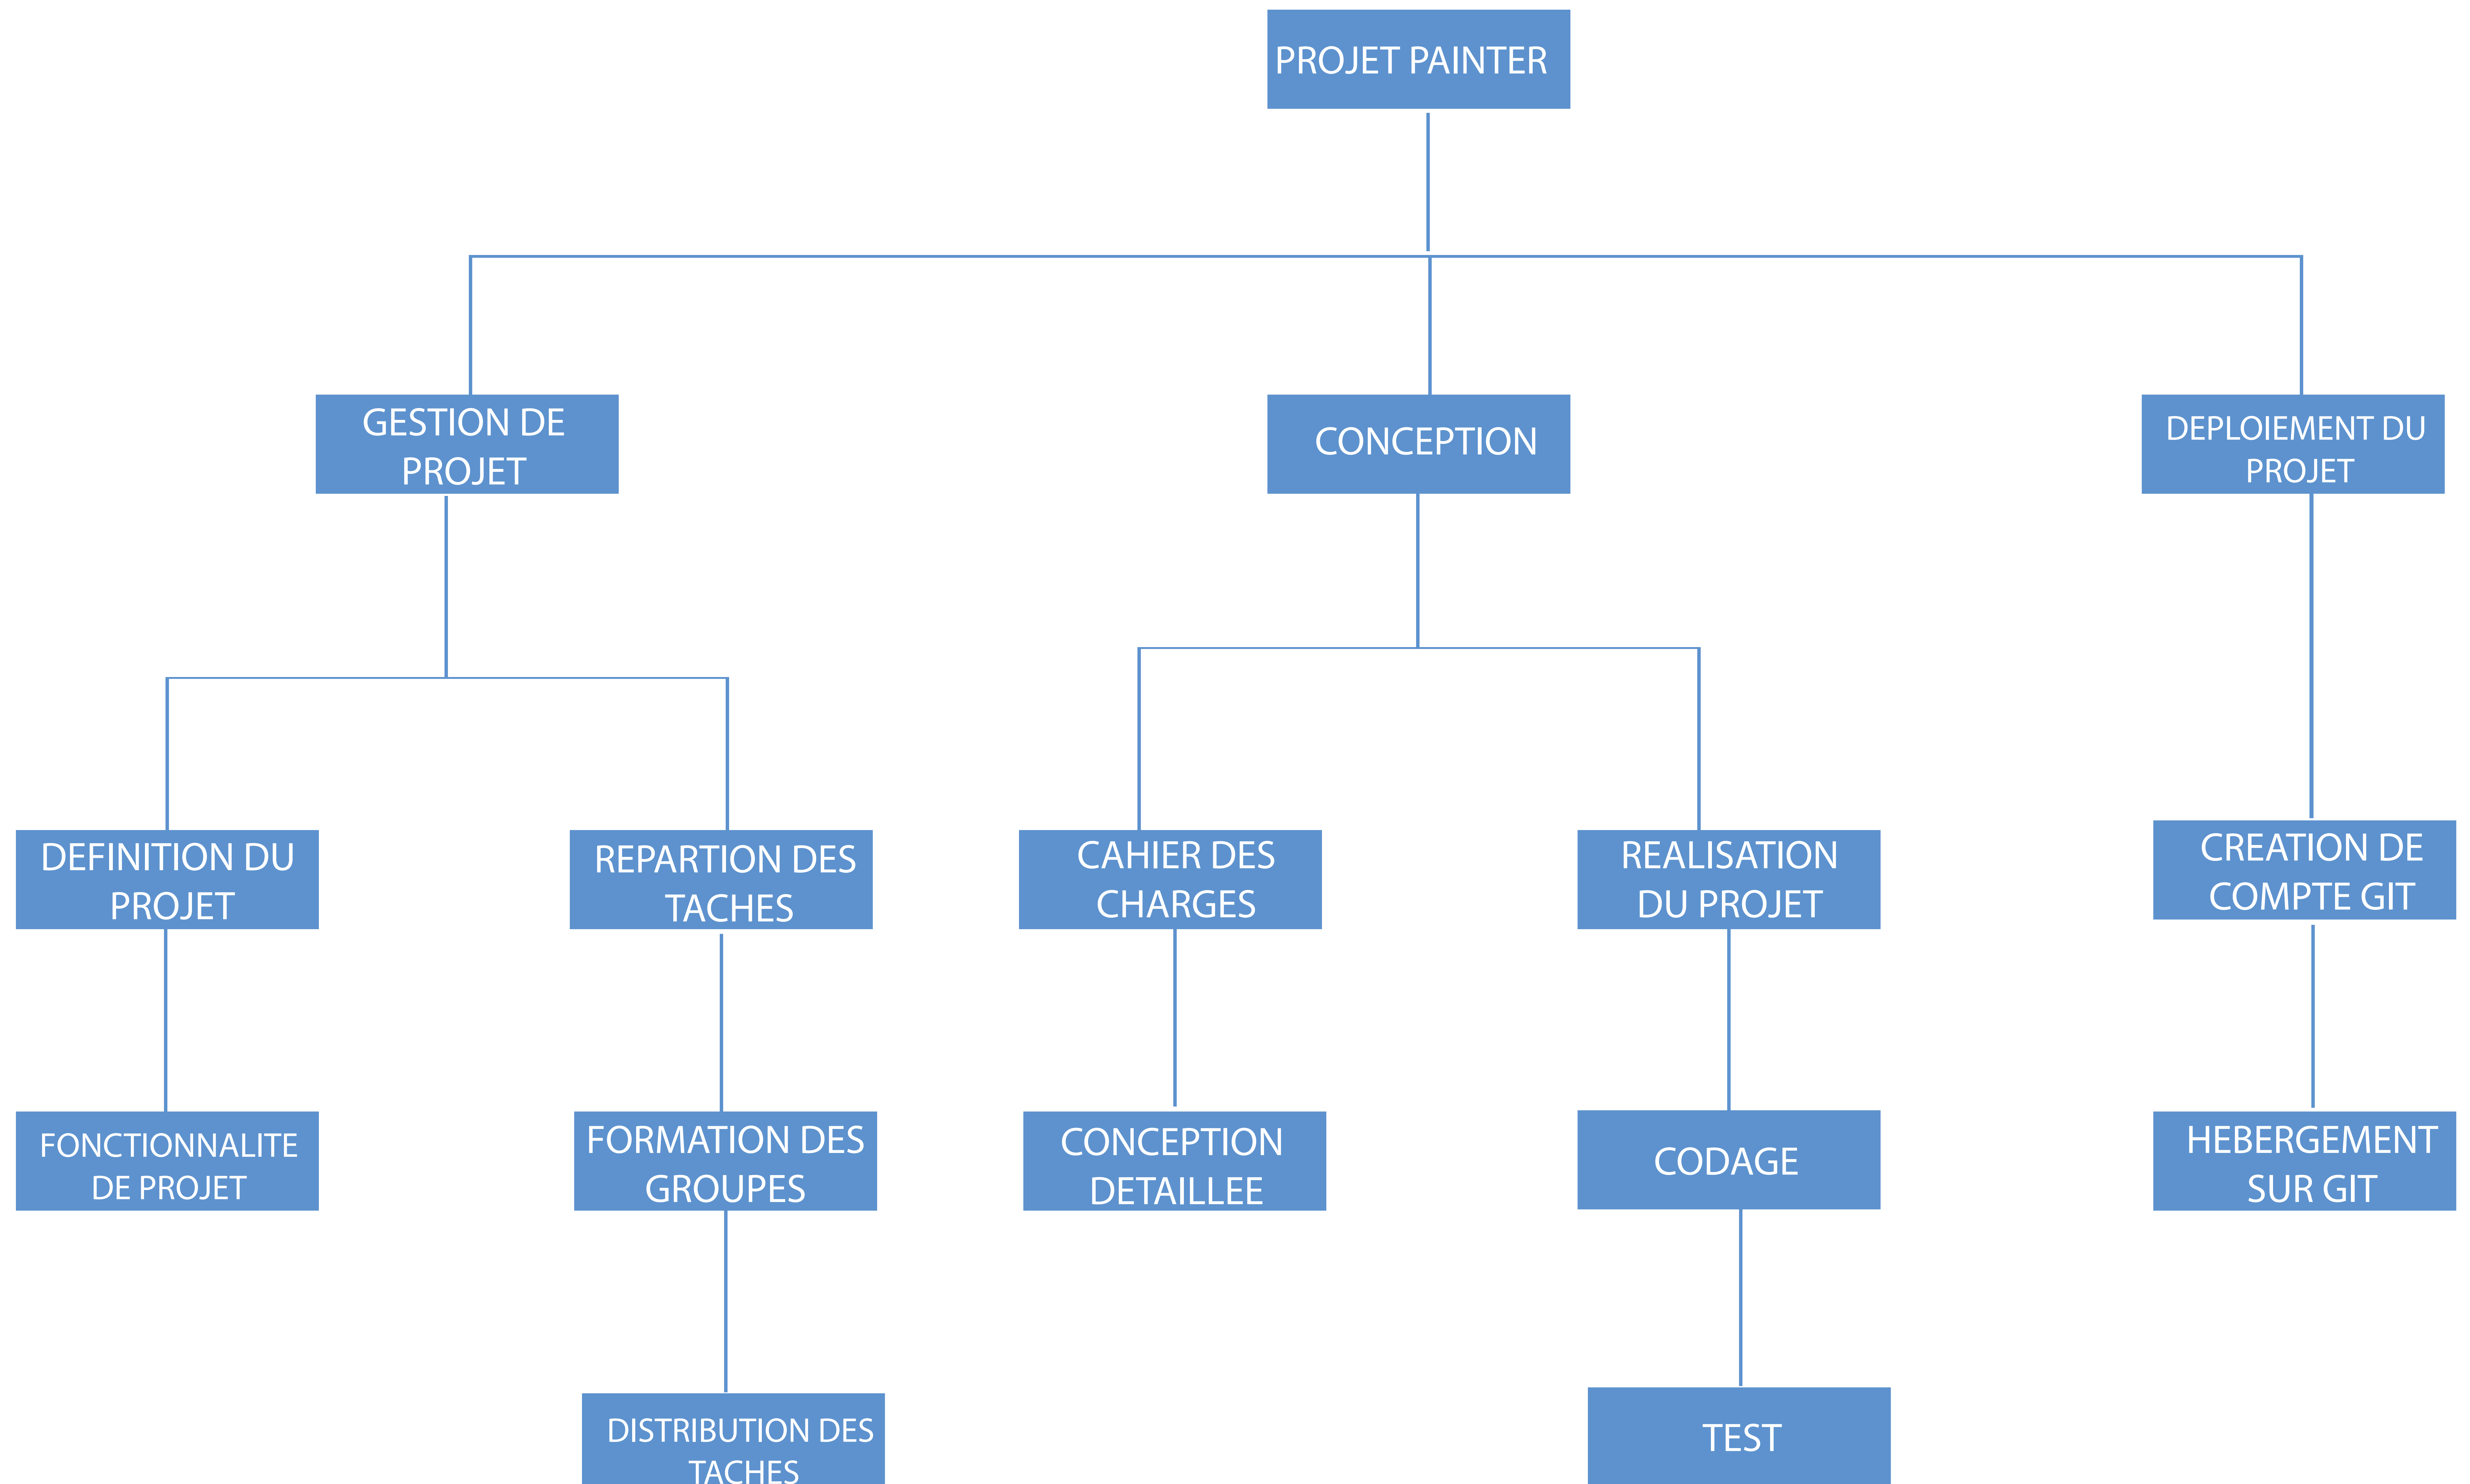 PROJET PAINTER
GESTION DE
PROJET
CONCEPTION
DEPLOIEMENT DU
PROJET
DEFINITION DU
PROJET
REPARTION DES
TACHES
CAHIER DES
CHARGES
REALISATION
DU PROJET
CREATION DE
COMPTE GIT
FONCTIONNALITE
DE PROJET
FORMATION DES
GROUPES
CONCEPTION
DETAILLEE
CODAGE
HEBERGEMENT
SUR GIT
DISTRIBUTION DES
TACHES
TEST